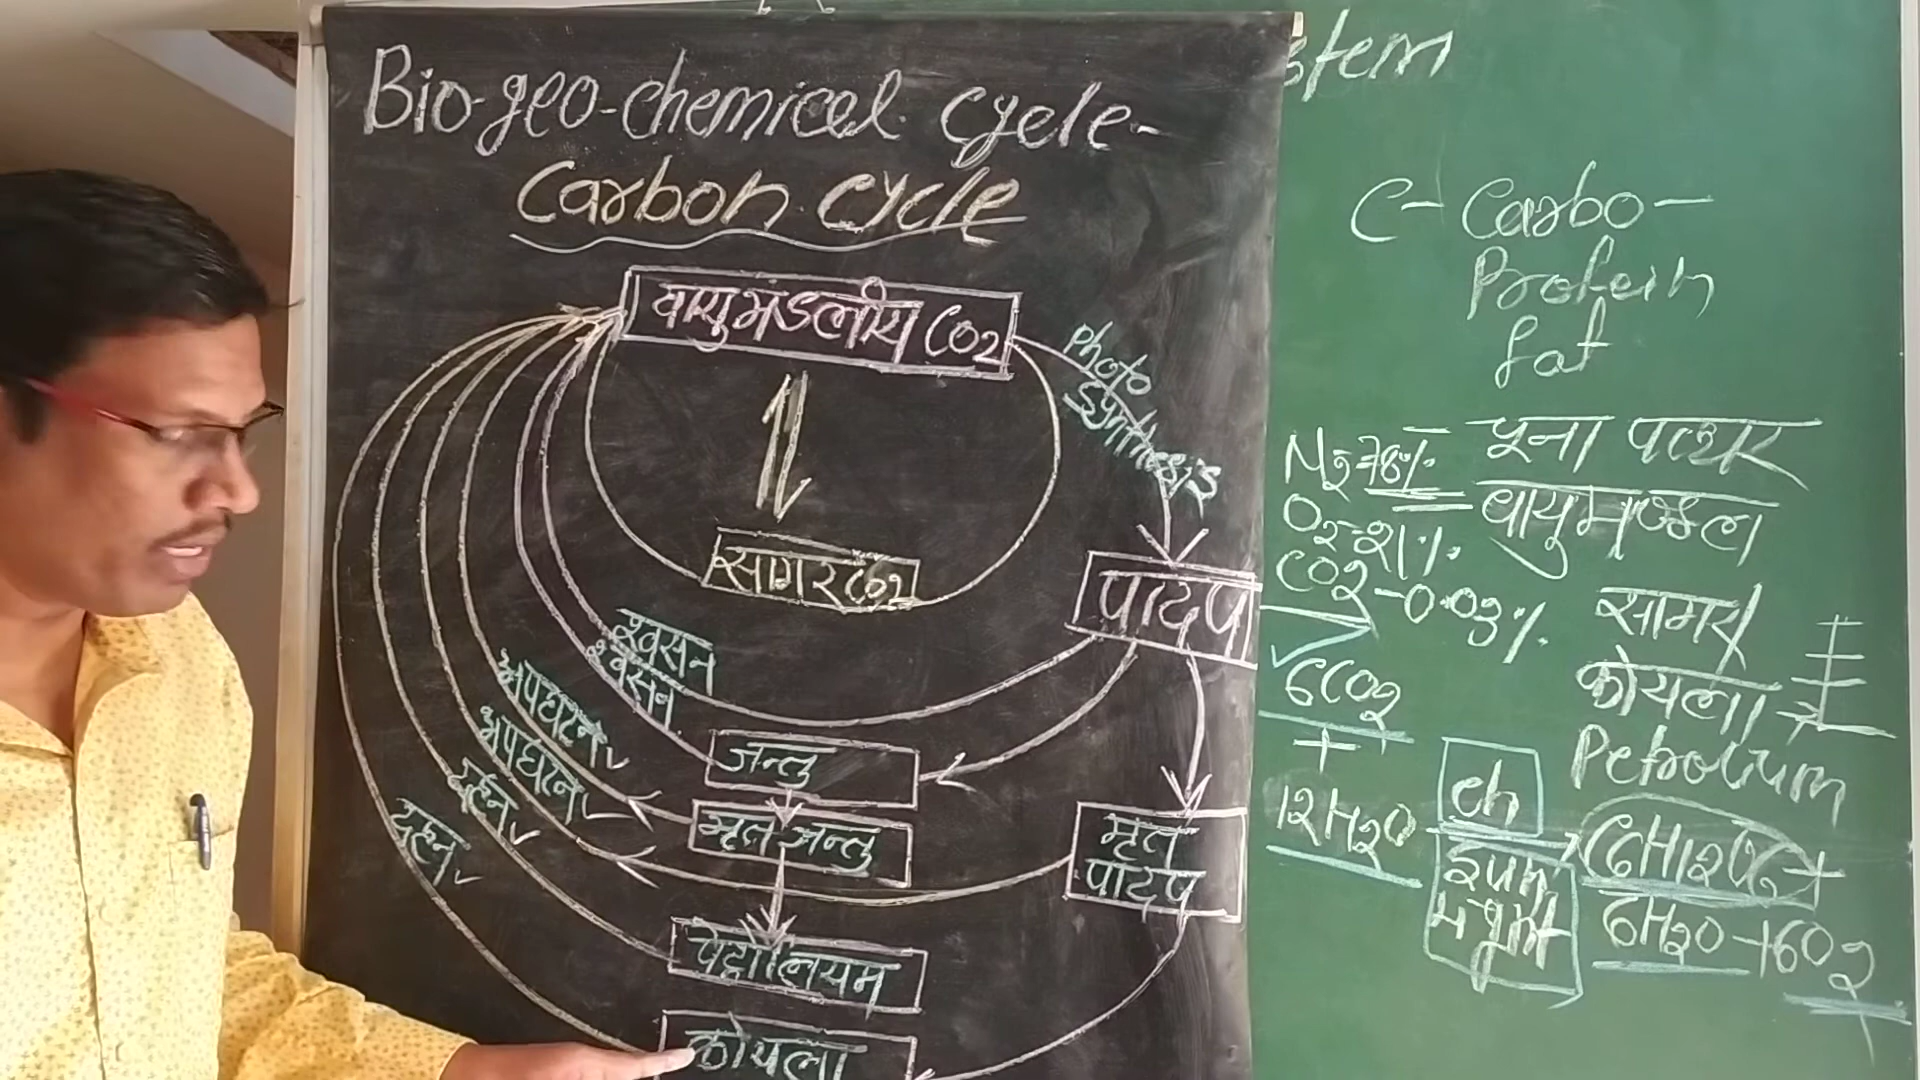 Bio-geo-chemical cycle-
Carbon cycle
वायुमंडलीय CO2
Photo
Synthesis
सागर CO2
पादप
श्वसन
श्वसन
अपघटन
अपघटन
दहन
दहन
जन्तु
मृत जन्तु
मृत
पादप
पेट्रोलियम
कोयला
stem
C- Carbo-
Protein
fat
N2=78%
O2-21%
CO2-0.03%
चूना पत्थर
वायुमण्डल
सागर
कोयला
Petrolium
6CO2
+
12H2O
ch
sun
C6H12O6+
6H2O+6O2